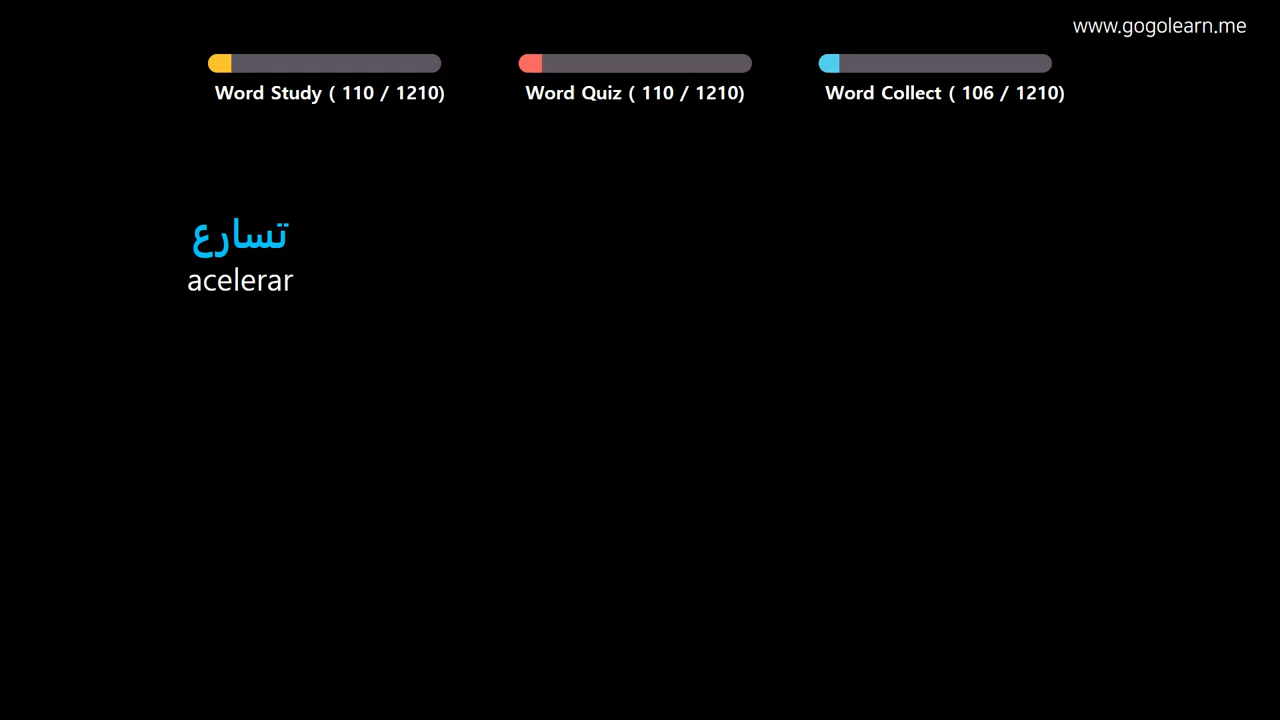 www.gogolearn.me
Word Study ( 110 / 1210)
Word Quiz ( 110 / 1210)
Word Collect ( 106 / 1210)
تسارع
acelerar